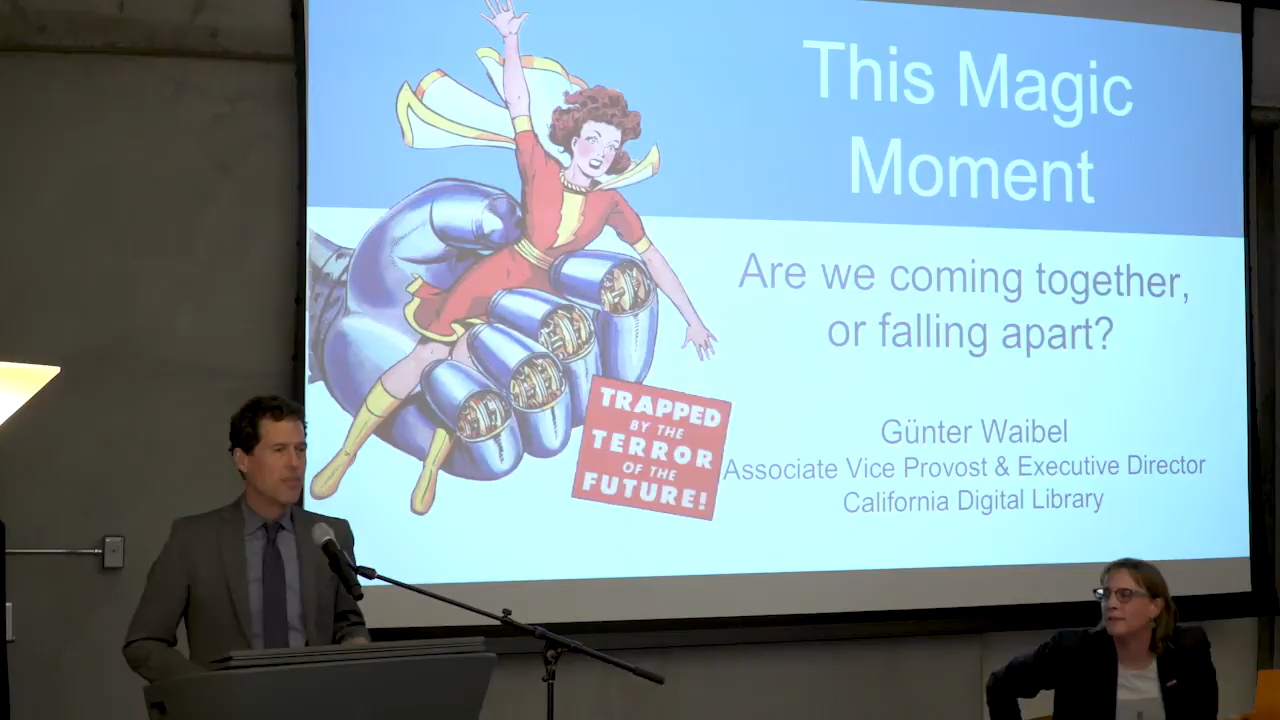 This Magic
Moment
Are we coming together,
or falling apart?
Günter Waibel
Associate Vice Provost & Executive Director
California Digital Library
TRAPPED
BY THE
TERROR
OF THE
FUTURE!